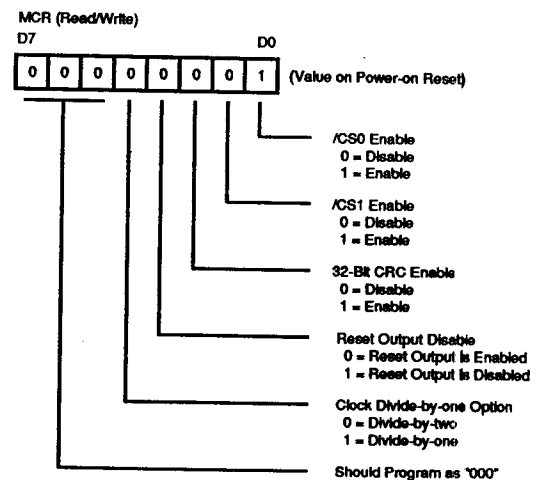 MCR (Read/Write)
D7 D0
0 0 0 0 0 0 0 1 (Value on Power-on Reset)
/CS0 Enable
0 = Disable
1 = Enable
/CS1 Enable
0 = Disable
1 = Enable
32-Bit CRC Enable
0 = Disable
1 = Enable
Reset Output Disable
0 = Reset Output Is Enabled
1 = Reset Output Is Disabled
Clock Divide-by-one Option
0 = Divide-by-two
1 = Divide-by-one
Should Program as "000"